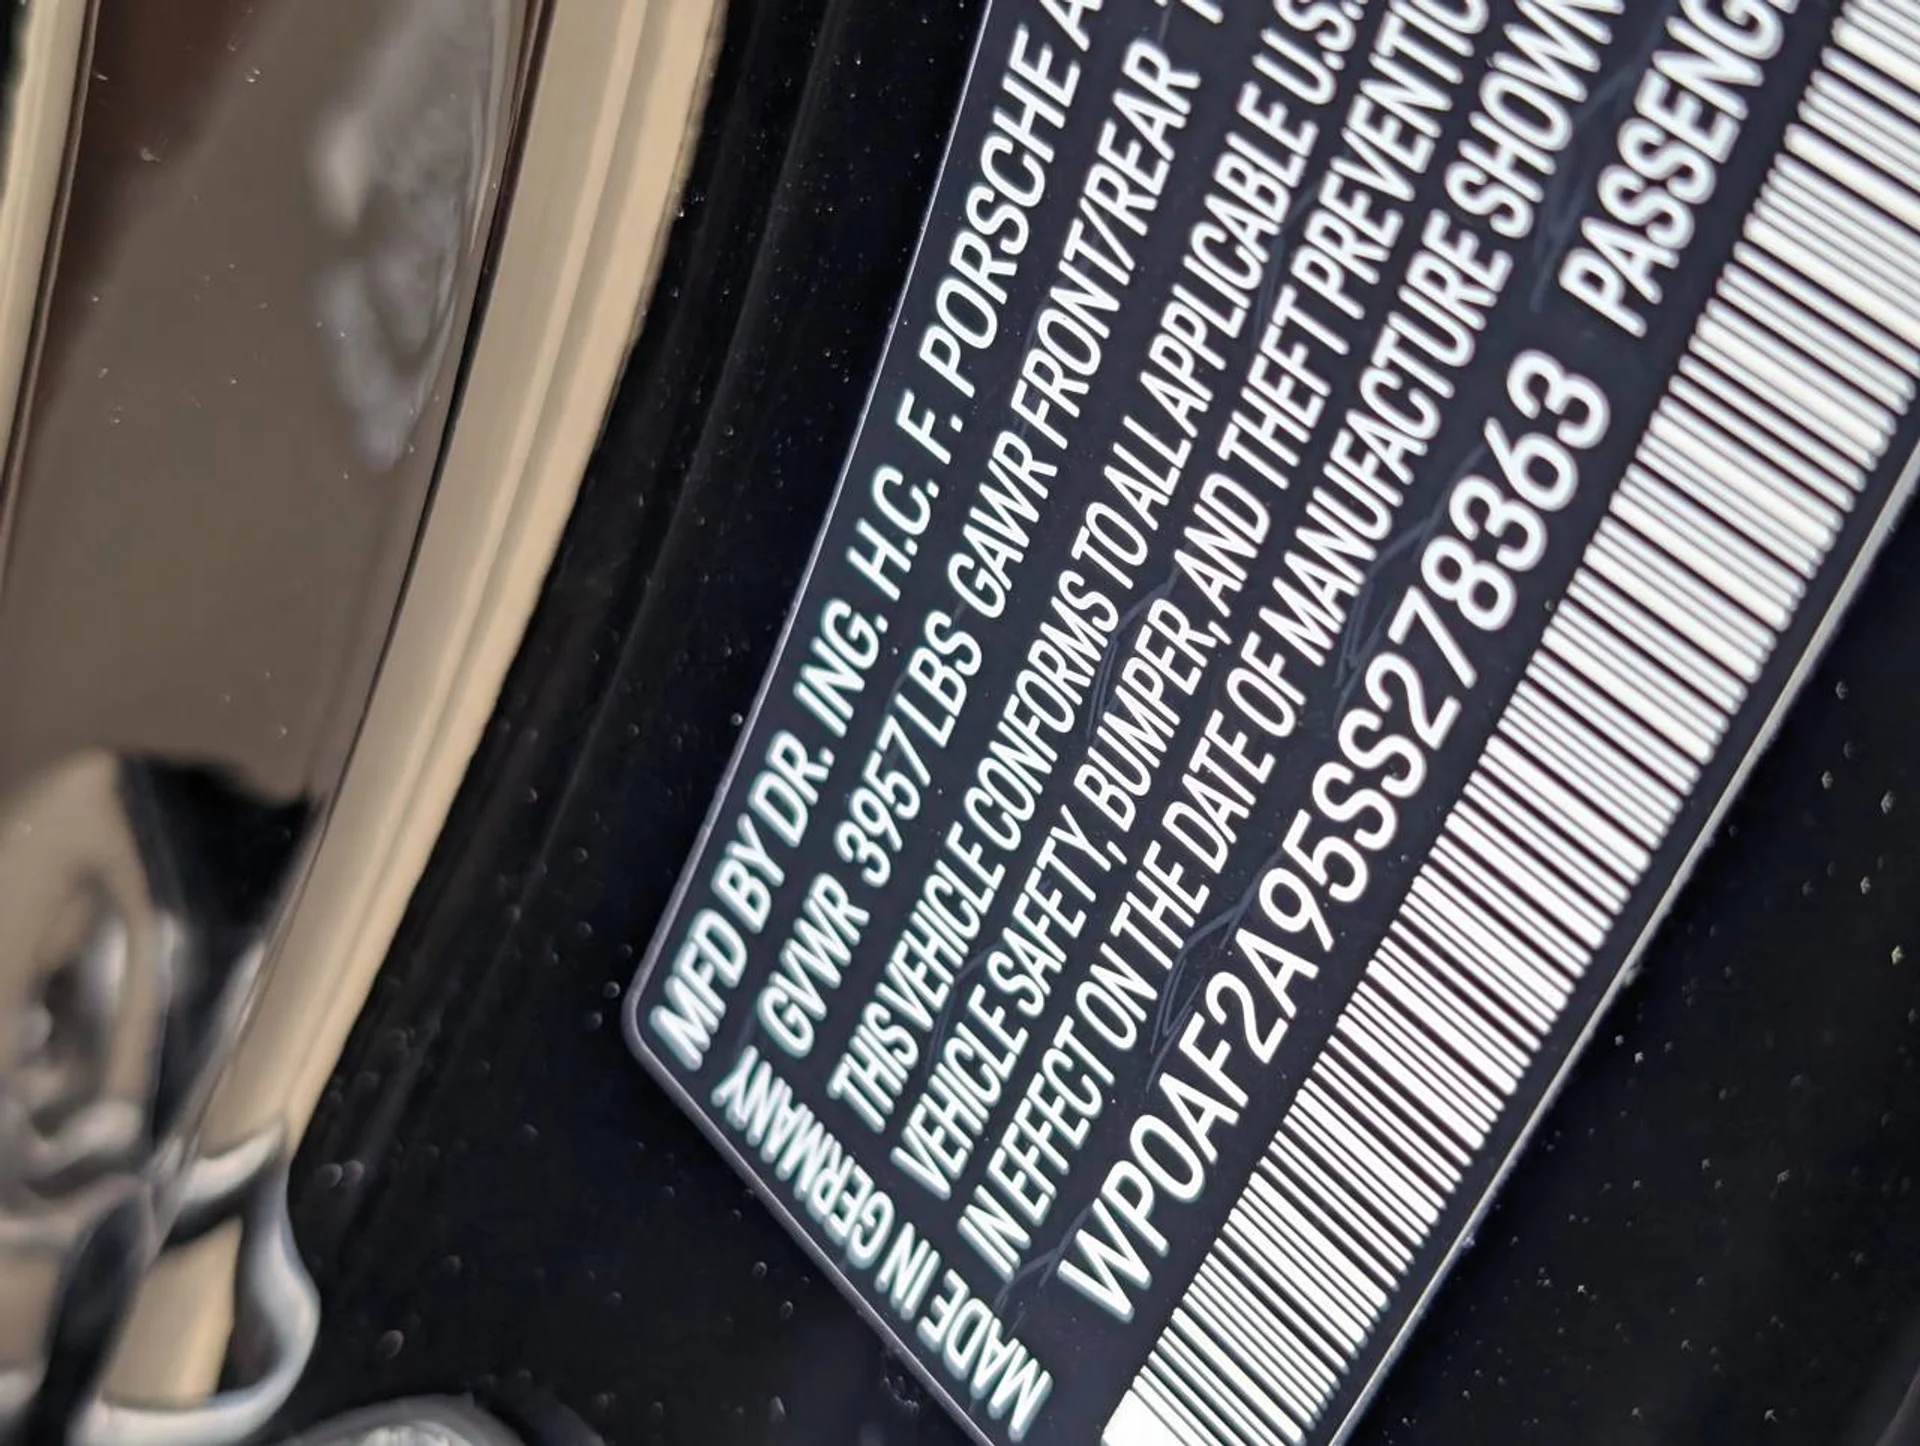 MFD BY DR. ING. H.C. F. PORSCHE A
GVWR 3957 LBS GAWR FRONT/REAR
THIS VEHICLE CONFORMS TO ALL APPLICABLE U.S.
VEHICLE SAFETY, BUMPER, AND THEFT PREVENTIO
IN EFFECT ON THE DATE OF MANUFACTURE SHOWN
WP0AF2A95SS278363 PASSENG
MADE IN GERMANY